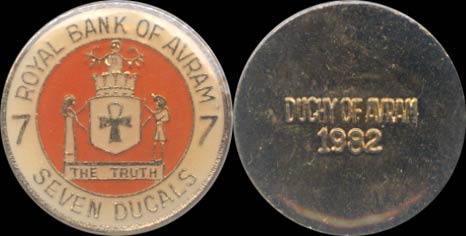 ROYAL BANK OF AVRAM
7 7
THE TRUTH
SEVEN DUCALS
DUCHY OF AVRAM
1982